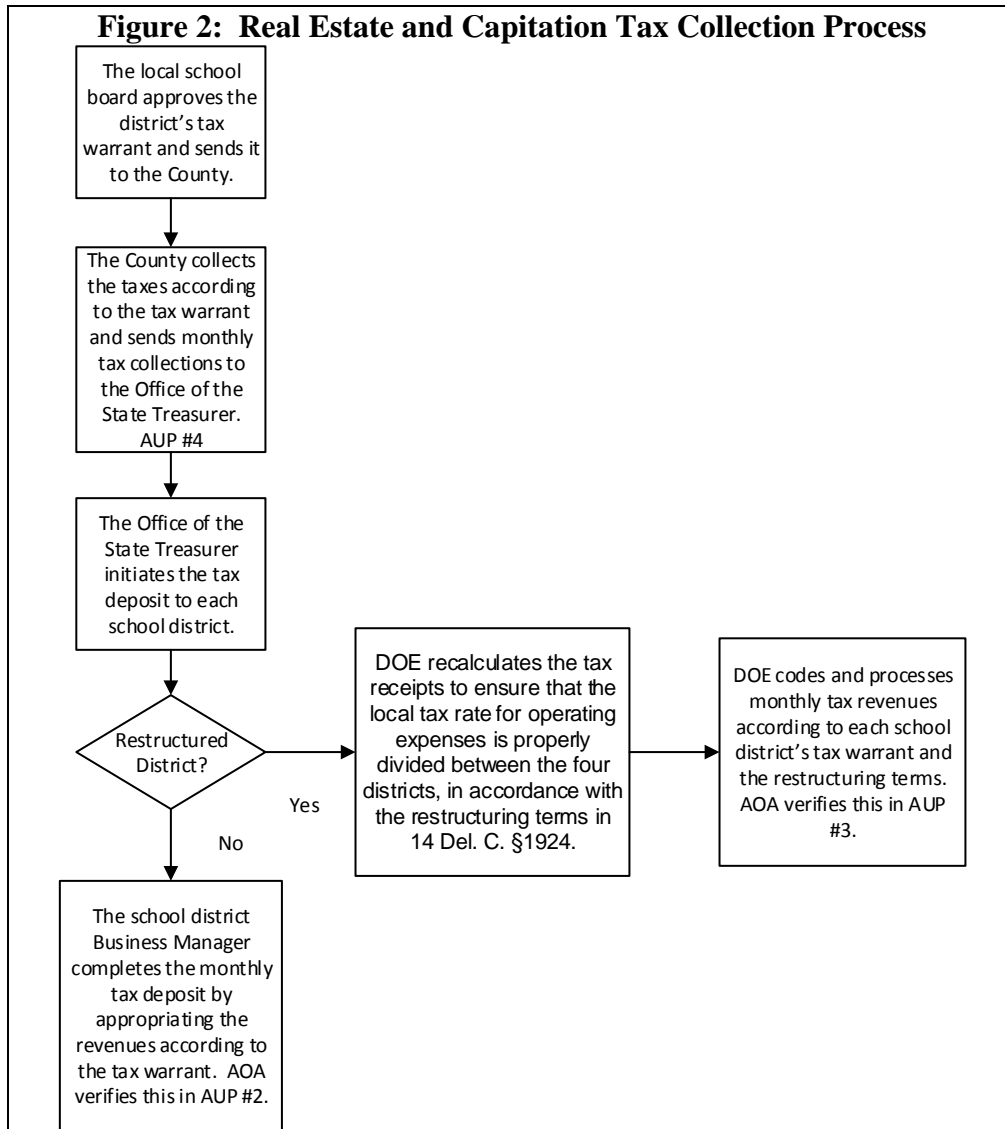 Figure 2: Real Estate and Capitation Tax Collection Process
The local school
board approves the
district's tax
warrant and sends it
to the County.
The County collects
the taxes according
to the tax warrant
and sends monthly
tax collections to
the Office of the
State Treasurer.
AUP #4
The Office of the
State Treasurer
initiates the tax
deposit to each
school district.
Restructured
District?
Yes
DOE recalculates the tax
receipts to ensure that the
local tax rate for operating
expenses is properly
divided between the four
districts, in accordance with
the restructuring terms in
14 Del. C. §1924.
DOE codes and processes
monthly tax revenues
according to each school
district's tax warrant and
the restructuring terms.
AOA verifies this in AUP
#3.
No
The school district
Business Manager
completes the monthly
tax deposit by
appropriating the
revenues according to
the tax warrant. AOA
verifies this in AUP #2.